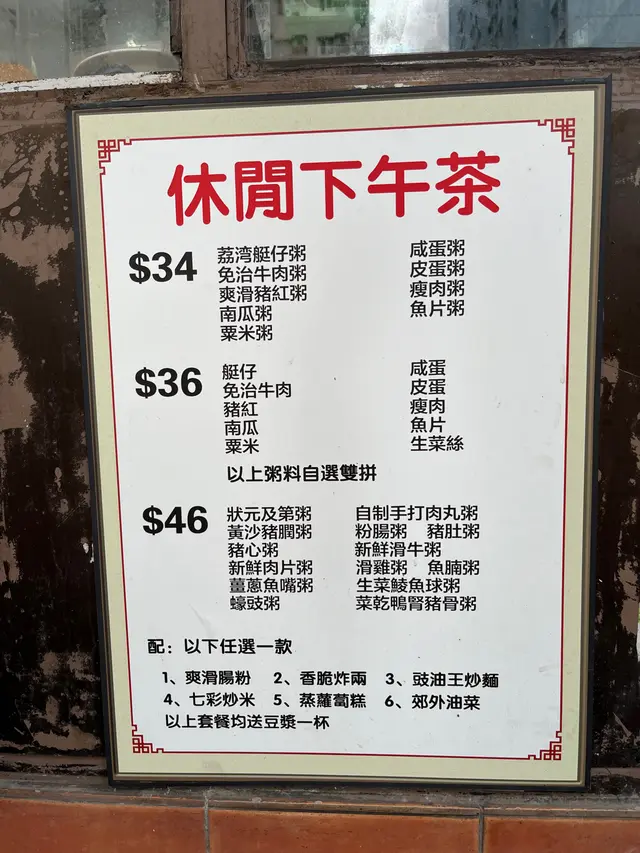 休閒下午茶
$34
荔湾艇仔粥 咸蛋粥
免治牛肉粥 皮蛋粥
爽滑豬紅粥 瘦肉粥
南瓜粥 魚片粥
粟米粥
$36
艇仔 咸蛋
免治牛肉 皮蛋
豬紅 瘦肉
南瓜 魚片
粟米 生菜絲
以上粥料自選雙拼
$46
狀元及第粥 自制手打肉丸粥
黃沙豬膶粥 粉腸粥 豬肚粥
豬心粥 新鮮滑牛粥
新鮮肉片粥 滑雞粥 魚腩粥
薑蔥魚嘴粥 生菜鯪魚球粥
蠔豉粥 菜乾鴨腎豬骨粥
配：以下任選一款
1、爽滑腸粉 2、香脆炸兩 3、豉油王炒麵
4、七彩炒米 5、蒸蘿蔔糕 6、郊外油菜
以上套餐均送豆漿一杯